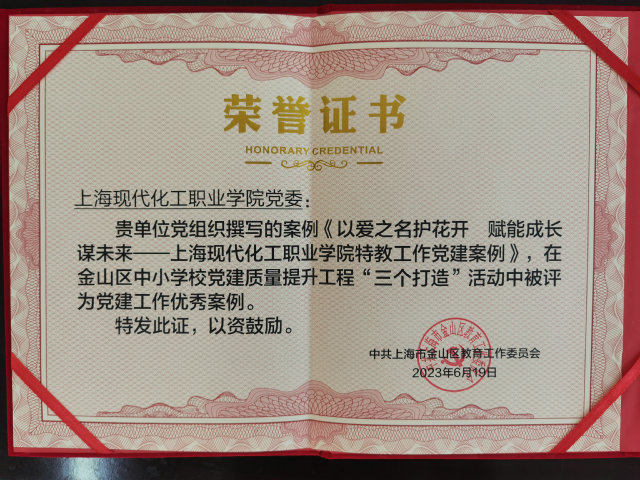 荣誉证书
HONORARY CREDENTIAL
上海现代化工职业学院党委：
贵单位党组织撰写的案例《以爱之名护花开　赋能成长
谋未来——上海现代化工职业学院特教工作党建案例》，在
金山区中小学校党建质量提升工程“三个打造”活动中被评
为党建工作优秀案例。
特发此证，以资鼓励。
中共上海市金山区教育工作委员会
2023年6月19日